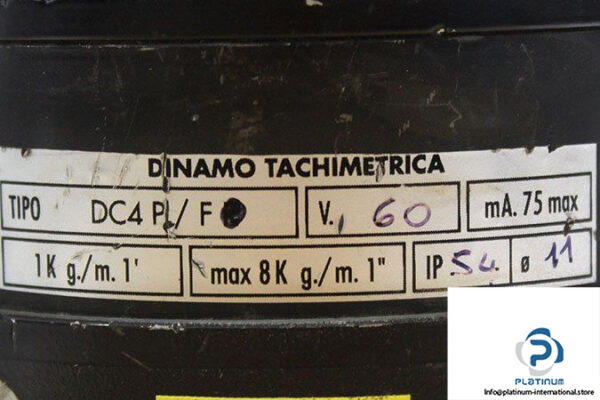 DINAMO TACHIMETRICA
TIPO DC4 PL/ F V. 60 mA. 75 max
1K g./m. 1' max 8K g./m. 1" IP 54. ø 11
PLATINUM
Info@platinum-international.store